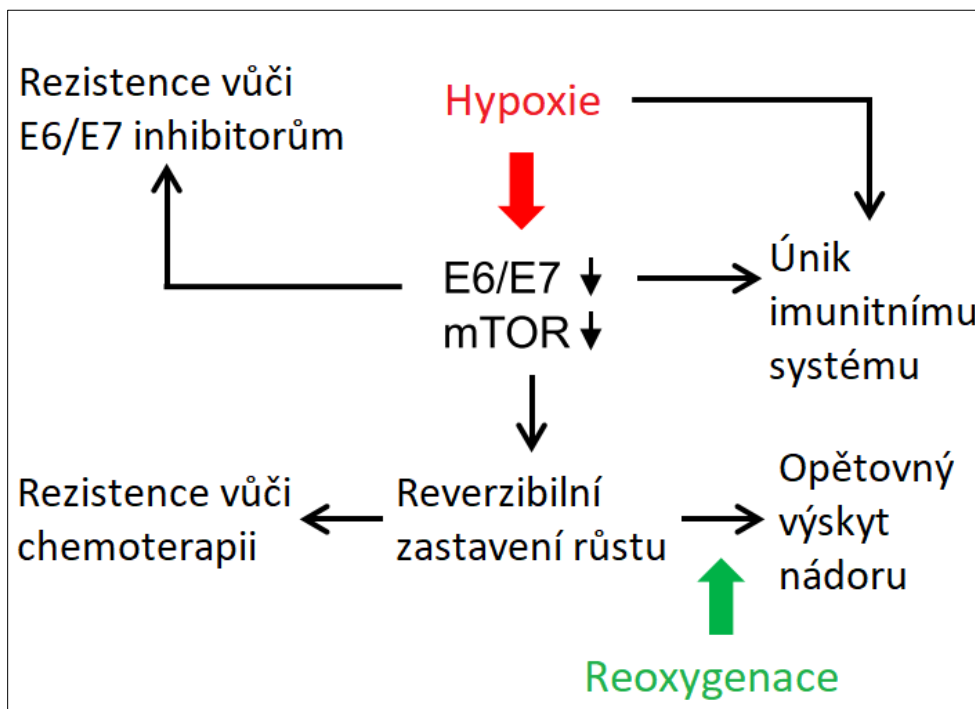 Rezistence vůči
E6/E7 inhibitorům
Hypoxie
E6/E7
mTOR
Únik
imunitnímu
systému
Rezistence vůči
chemoterapii
Reverzibilní
zastavení růstu
Opětovný
výskyt
nádoru
Reoxygenace